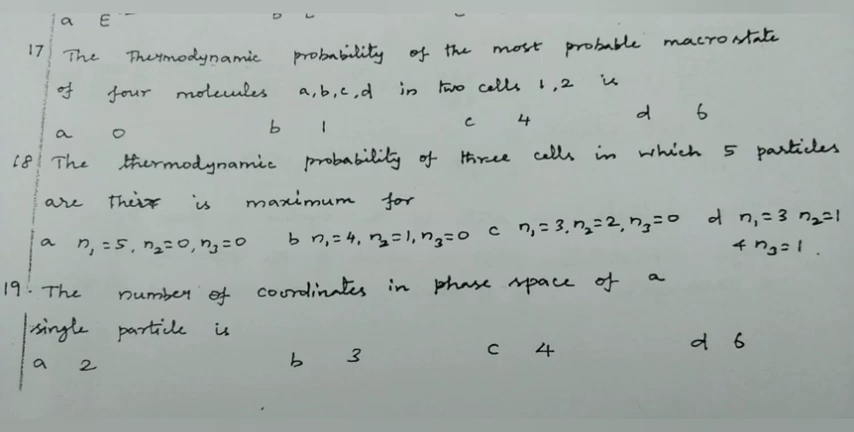 a E
17 The Thermodynamic probability of the most probable macrostate
of four molecules a,b,c,d in two cells 1,2 is
a 0 b 1 c 4 d 6
18 The thermodynamic probability of three cells in which 5 particles
are is maximum for
a n₁=5, n₂=0, n₃=0 b n₁=4, n₂=1, n₃=0 c n₁=3, n₂=2, n₃=0 d n₁=3 n₂=1
& n₃=1.
19. The number of coordinates in phase space of a
single particle is
a 2 b 3 c 4 d 6